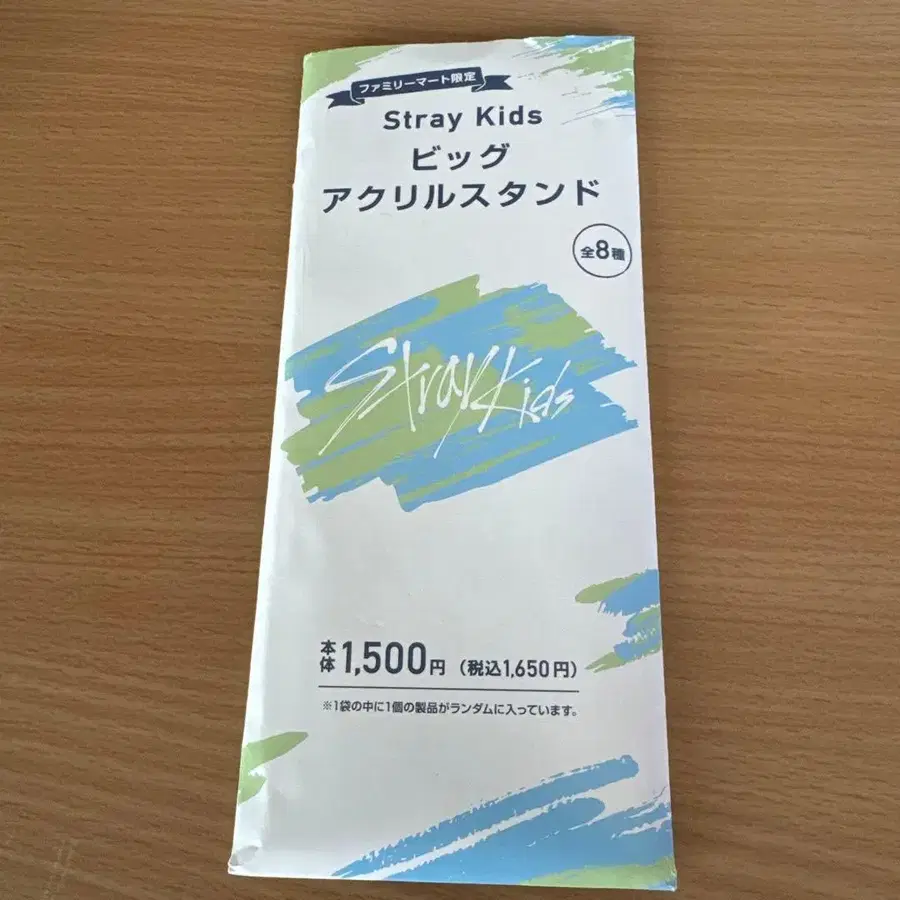 ファミリーマート限定
Stray Kids
ビッグ
アクリルスタンド
全8種
Stray Kids
本体1,500円（税込1,650円）
※1袋の中に1個の製品がランダムに入っています。